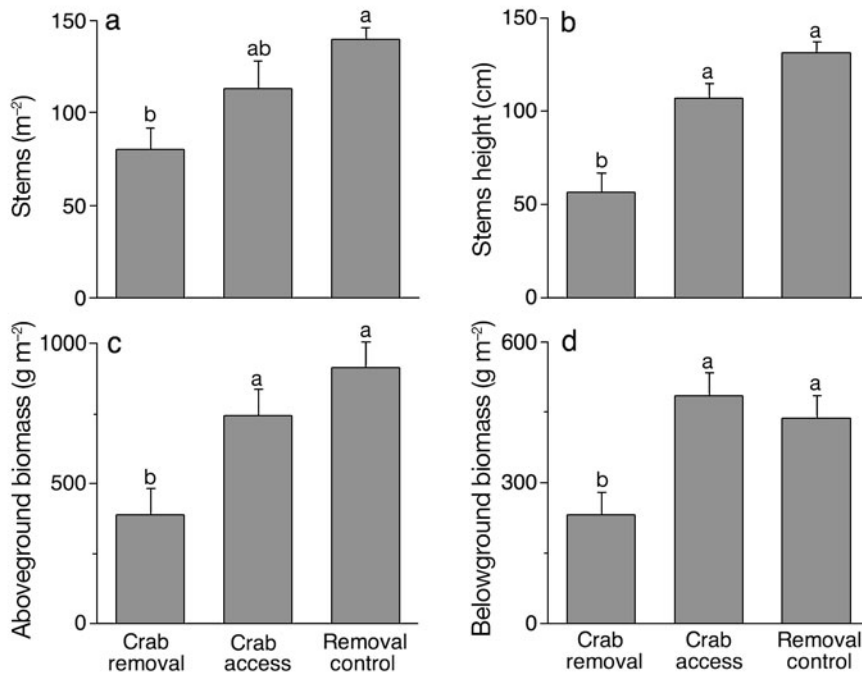 a
Stems (m⁻²)
150
100
50
0
b
ab
a
b
Stems height (cm)
150
100
50
0
b
a
a
c
Aboveground biomass (g m⁻²)
1000
500
0
b
a
a
Crab
removal
Crab
access
Removal
control
d
Belowground biomass (g m⁻²)
600
300
0
b
a
a
Crab
removal
Crab
access
Removal
control